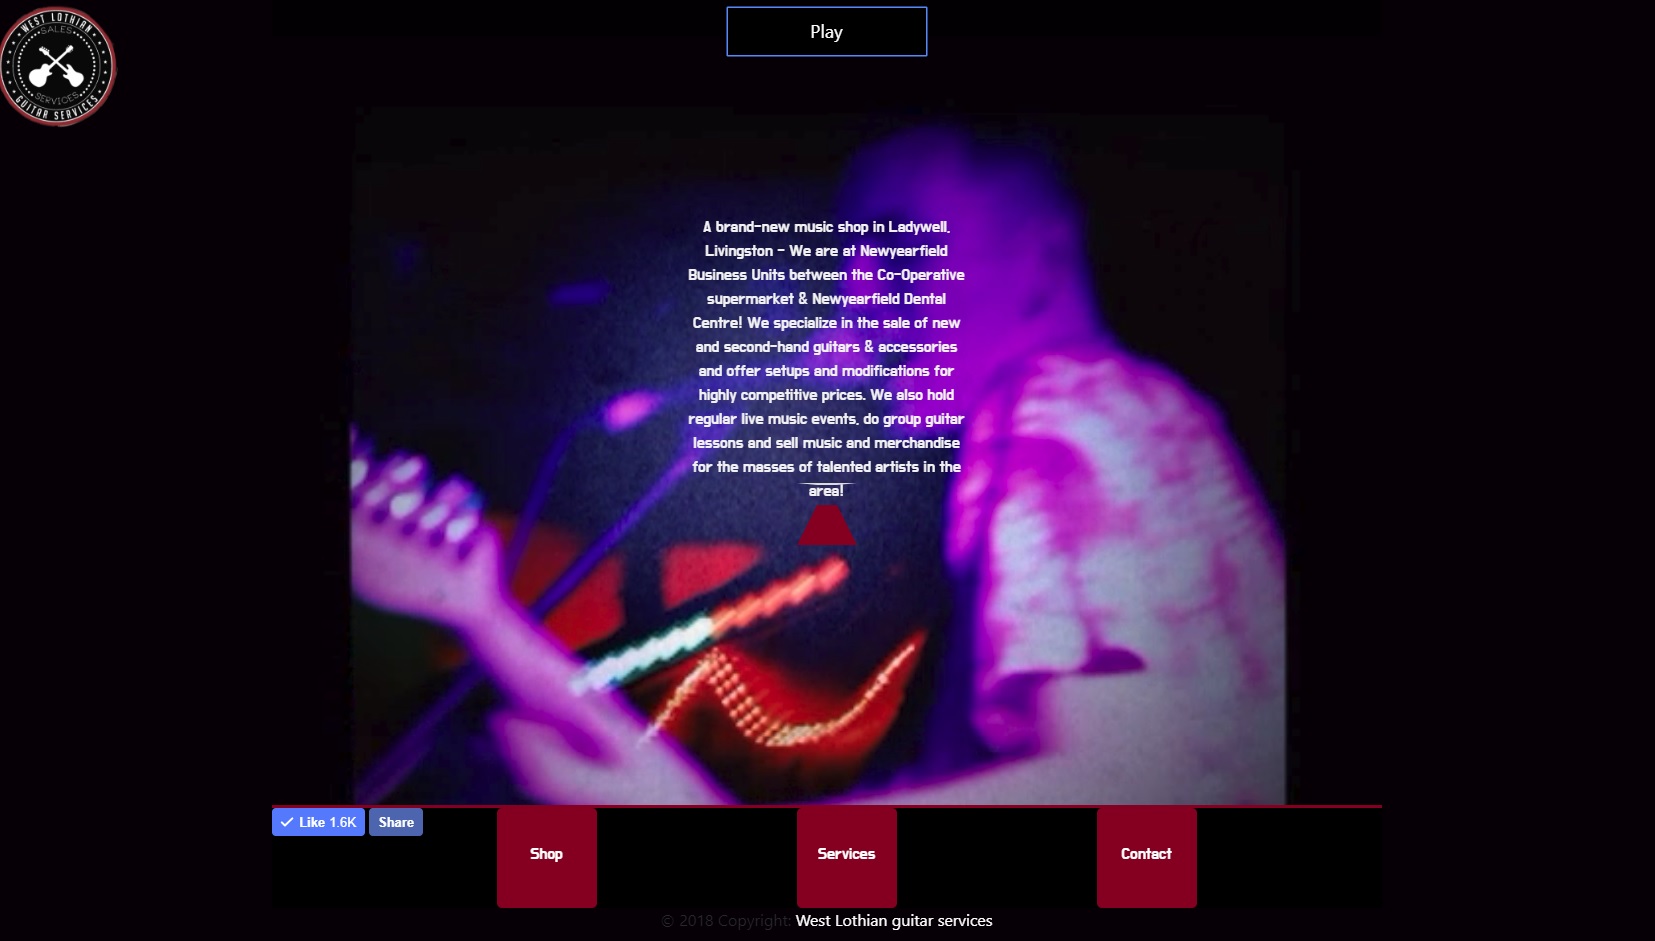 WEST LOTHIAN
SALES
SERVICES
GUITAR SERVICES
Play
A brand-new music shop in Ladywell,
Livingston - We are at Newyearfield
Business Units between the Co-Operative
supermarket & Newyearfield Dental
Centre! We specialize in the sale of new
and second-hand guitars & accessories
and offer setups and modifications for
highly competitive prices. We also hold
regular live music events, do group guitar
lessons and sell music and merchandise
for the masses of talented artists in the
area!
Like 1.6K
Share
Shop
Services
Contact
© 2018 Copyright: West Lothian guitar services